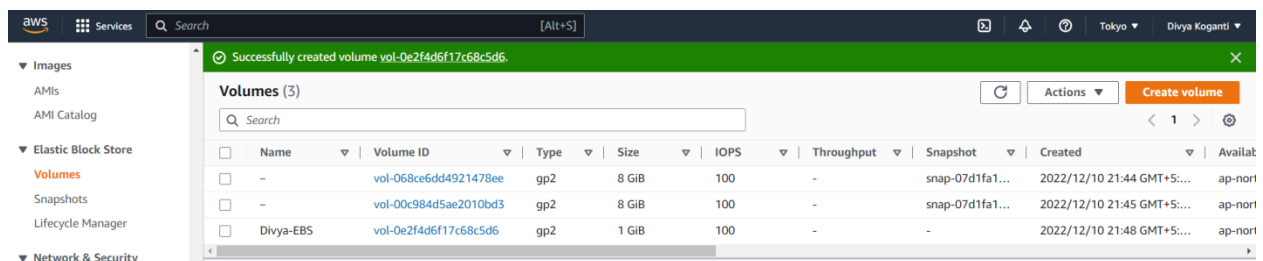 aws Services Search [Alt+S] Tokyo ▼ Divya Koganti ▼
Successfully created volume vol-0e2f4d6f17c68c5d6.
▼ Images
AMIs
AMI Catalog
▼ Elastic Block Store
Volumes
Snapshots
Lifecycle Manager
▼ Network & Security
Volumes (3)
Actions ▼ Create volume
Search
< 1 >
Name Volume ID Type Size IOPS Throughput Snapshot Created Availab
– vol-068ce6dd4921478ee gp2 8 GiB 100 - snap-07d1fa1... 2022/12/10 21:44 GMT+5:... ap-nort
– vol-00c984d5ae2010bd3 gp2 8 GiB 100 - snap-07d1fa1... 2022/12/10 21:45 GMT+5:... ap-nort
Divya-EBS vol-0e2f4d6f17c68c5d6 gp2 1 GiB 100 - - 2022/12/10 21:48 GMT+5:... ap-nort